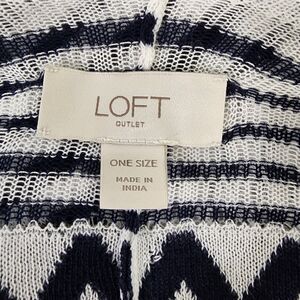 LOFT
OUTLET
ONE SIZE
MADE IN
INDIA